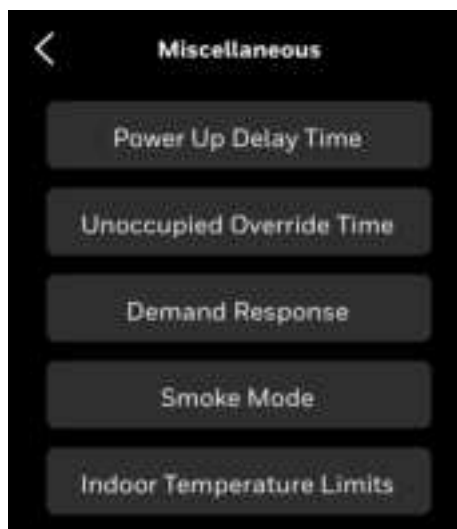 Miscellaneous
Power Up Delay Time
Unoccupied Override Time
Demand Response
Smoke Mode
Indoor Temperature Limits